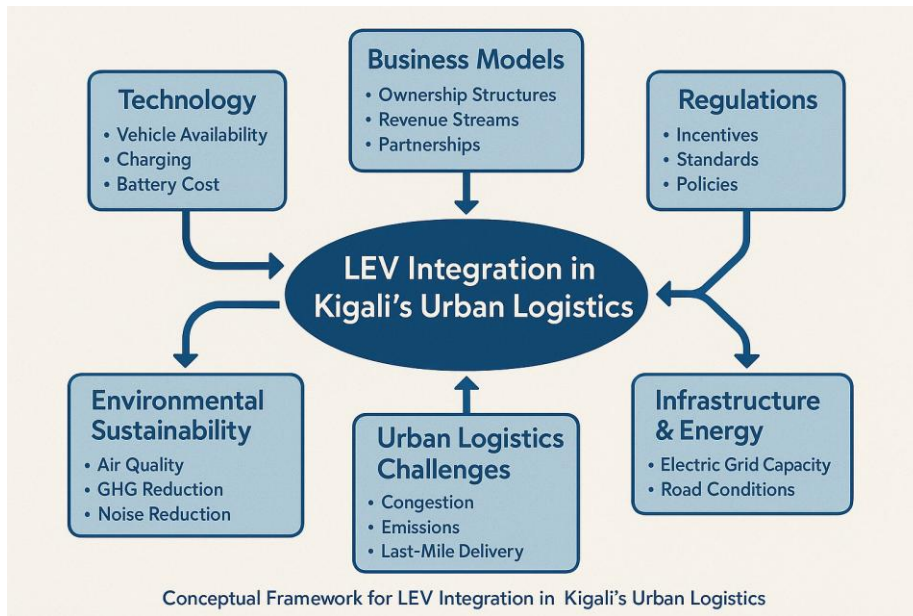 Technology
• Vehicle Availability
• Charging
• Battery Cost
Business Models
• Ownership Structures
• Revenue Streams
• Partnerships
Regulations
• Incentives
• Standards
• Policies
LEV Integration in
Kigali's Urban Logistics
Environmental
Sustainability
• Air Quality
• GHG Reduction
• Noise Reduction
Urban Logistics
Challenges
• Congestion
• Emissions
• Last-Mile Delivery
Infrastructure
& Energy
• Electric Grid Capacity
• Road Conditions
Conceptual Framework for LEV Integration in Kigali's Urban Logistics